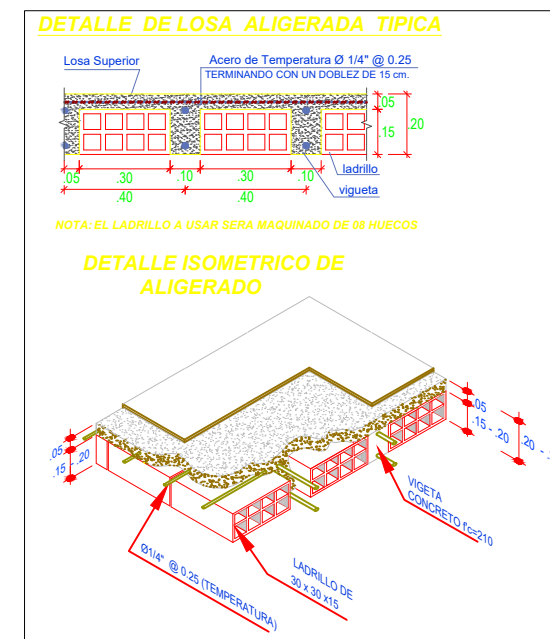 DETALLE DE LOSA ALIGERADA TIPICA
Losa Superior
Acero de Temperatura Ø 1/4" @ 0.25
TERMINANDO CON UN DOBLEZ DE 15 cm.
.05
.15
.20
ladrillo
vigueta
.05
.30
.10
.30
.10
.40
.40
NOTA: EL LADRILLO A USAR SERA MAQUINADO DE 08 HUECOS
DETALLE ISOMETRICO DE
ALIGERADO
.05
.15 - .20
.05
.15 - .20
.20 -
VIGETA
CONCRETO f'c=210
LADRILLO DE
30 x 30 x15
Ø1/4" @ 0.25 (TEMPERATURA)